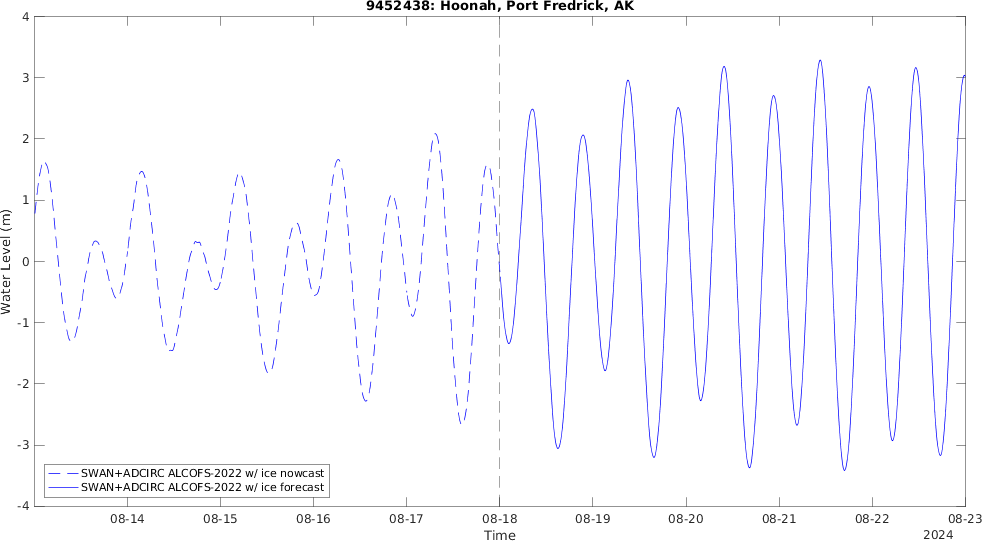 9452438: Hoonah, Port Fredrick, AK
4
3
2
1
0
-1
-2
-3
-4
Water Level (m)
SWAN+ADCIRC ALCOFS-2022 w/ ice nowcast
SWAN+ADCIRC ALCOFS-2022 w/ ice forecast
08-14 08-15 08-16 08-17 08-18 08-19 08-20 08-21 08-22 08-23
Time
2024